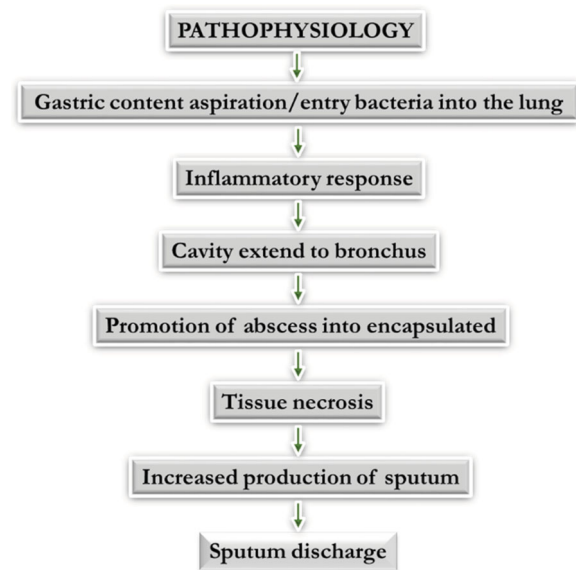 PATHOPHYSIOLOGY
Gastric content aspiration/entry bacteria into the lung
Inflammatory response
Cavity extend to bronchus
Promotion of abscess into encapsulated
Tissue necrosis
Increased production of sputum
Sputum discharge